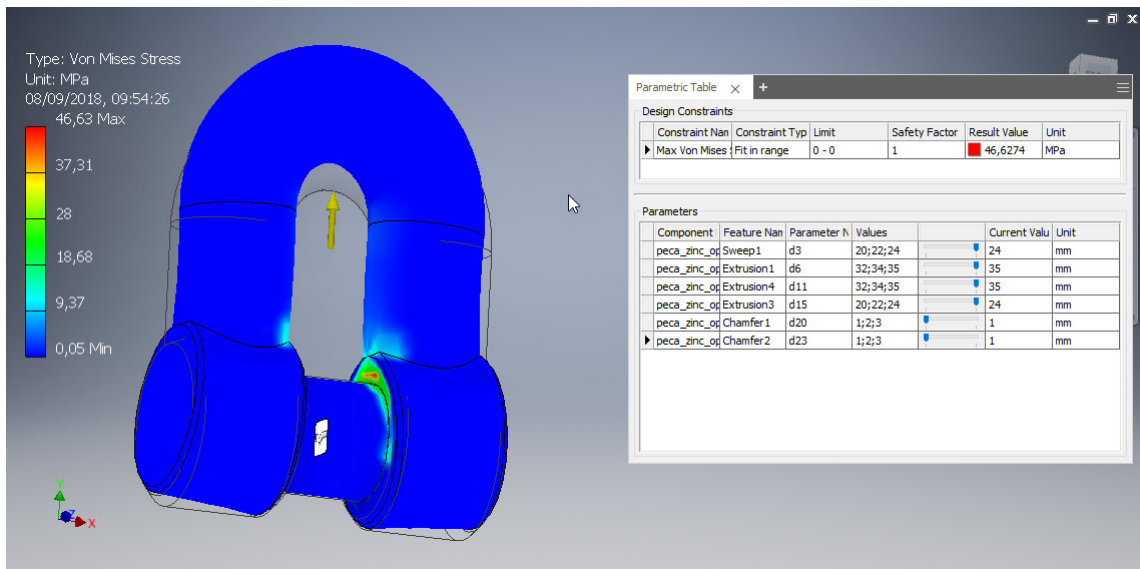 Type: Von Mises Stress
Unit: MPa
08/09/2018, 09:54:26
46,63 Max
37,31
28
18,68
9,37
0,05 Min
Y
Z
X
Parametric Table
Design Constraints
Constraint Nan Constraint Typ Limit Safety Factor Result Value Unit
Max Von Mises Fit in range 0 - 0 1 46,6274 MPa
Parameters
Component Feature Nan Parameter N Values Current Valu Unit
peca_zinc_op Sweep1 d3 20;22;24 24 mm
peca_zinc_op Extrusion1 d6 32;34;35 35 mm
peca_zinc_op Extrusion4 d11 32;34;35 35 mm
peca_zinc_op Extrusion3 d15 20;22;24 24 mm
peca_zinc_op Chamfer1 d20 1;2;3 1 mm
peca_zinc_op Chamfer2 d23 1;2;3 1 mm